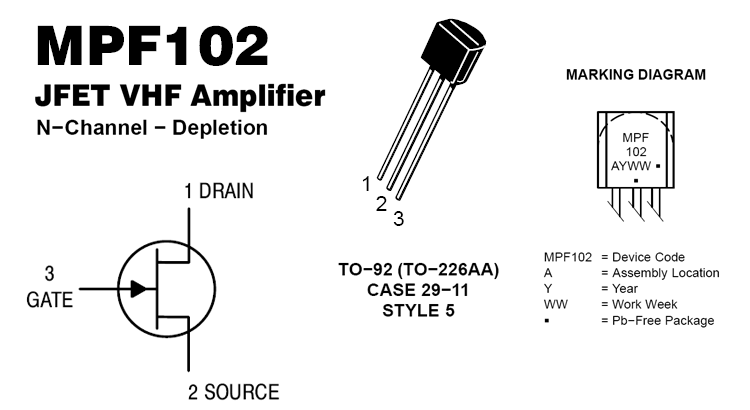 MPF102
JFET VHF Amplifier
N−Channel − Depletion
1 DRAIN
3
GATE
2 SOURCE
1
2
3
TO−92 (TO−226AA)
CASE 29−11
STYLE 5
MARKING DIAGRAM
MPF
102
AYWW ▪
▪
MPF102 = Device Code
A = Assembly Location
Y = Year
WW = Work Week
▪ = Pb−Free Package